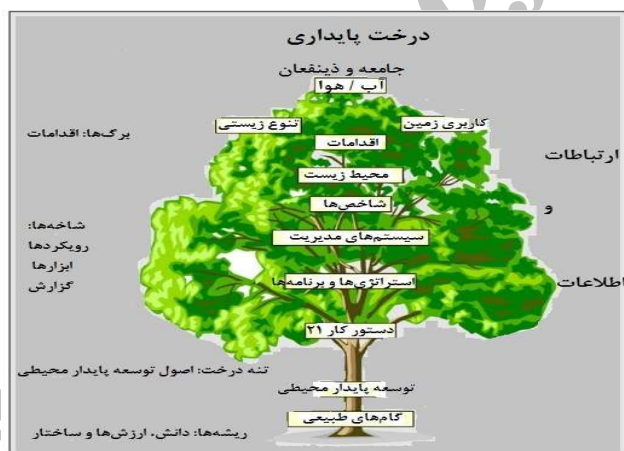 درخت پایداری
جامعه و ذینفعان
آب / هوا
تنوع زیستی
کاربری زمین
برگ‌ها: اقدامات
اقدامات
ارتباطات
محیط زیست
شاخص‌ها
و
شاخه‌ها:
رویکردها
ابزارها
گزارش
سیستم‌های مدیریت
استراتژی‌ها و برنامه‌ها
اطلاعات
دستور کار ۲۱
تنه درخت: اصول توسعه پایدار محیطی
توسعه پایدار محیطی
گام‌های طبیعی
ریشه‌ها: دانش، ارزش‌ها و ساختار